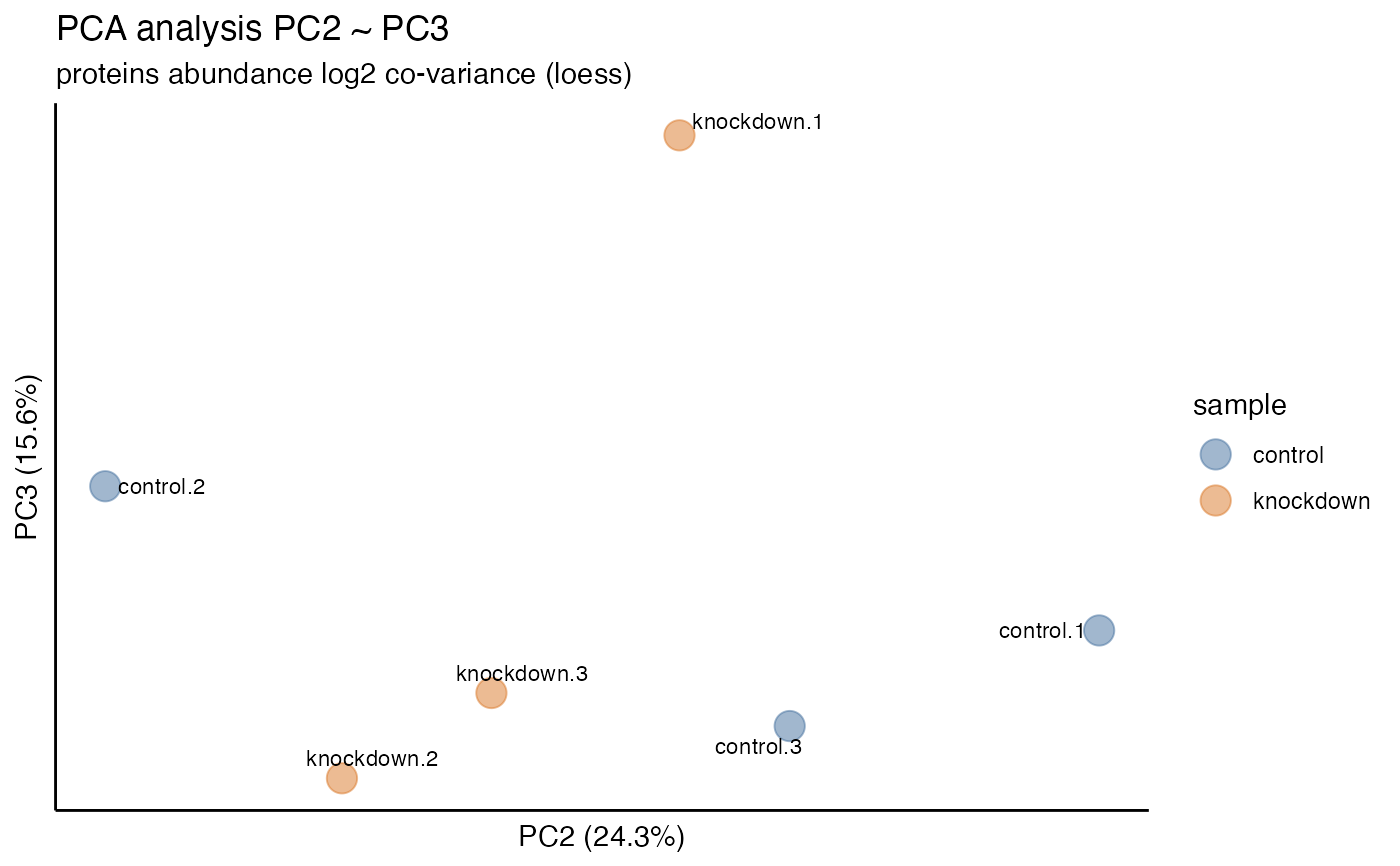 PCA analysis PC2 ~ PC3
proteins abundance log2 co-variance (loess)
knockdown.1
PC3 (15.6%)
sample
control
knockdown
control.2
control.1
knockdown.3
control.3
knockdown.2
PC2 (24.3%)